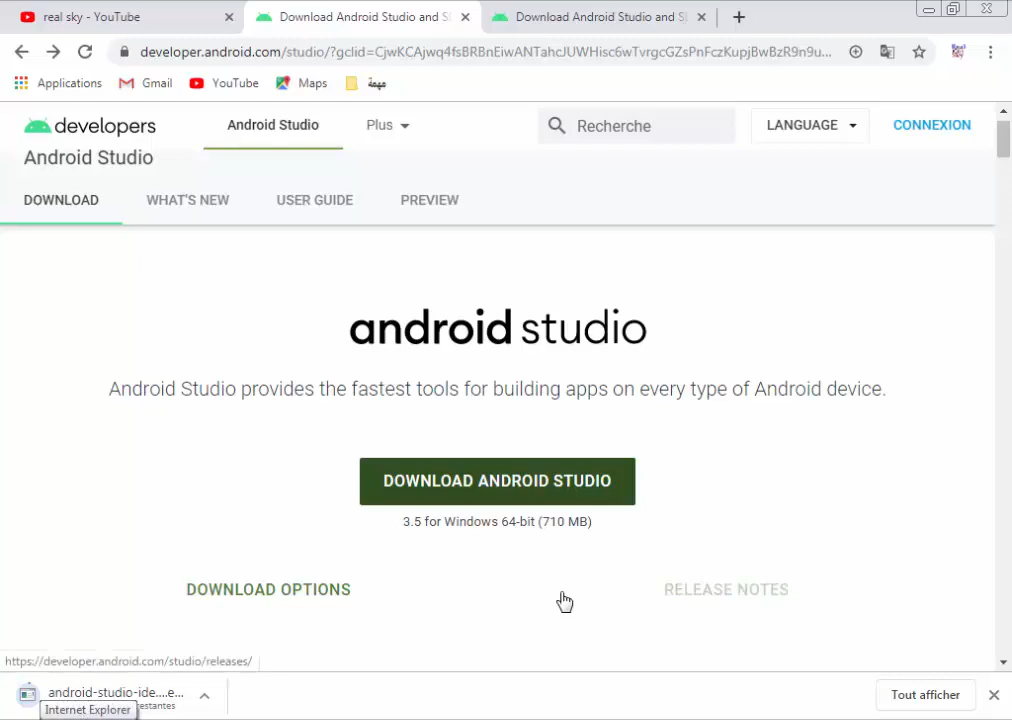 real sky - YouTube
Download Android Studio and S
Download Android Studio and S
developer.android.com/studio/?gclid=CjwKCAjwq4fsBRBnEiwANTahcJUWHisc6wTvrgcGZsPnFczKupjBwBzR9n9u...
Applications
Gmail
YouTube
Maps
مهمة
developers
Android Studio
Plus
Recherche
LANGUAGE
CONNEXION
Android Studio
DOWNLOAD
WHAT'S NEW
USER GUIDE
PREVIEW
android studio
Android Studio provides the fastest tools for building apps on every type of Android device.
DOWNLOAD ANDROID STUDIO
3.5 for Windows 64-bit (710 MB)
DOWNLOAD OPTIONS
RELEASE NOTES
https://developer.android.com/studio/releases/
android-studio-ide....e...
estantes
Internet Explorer
Tout afficher